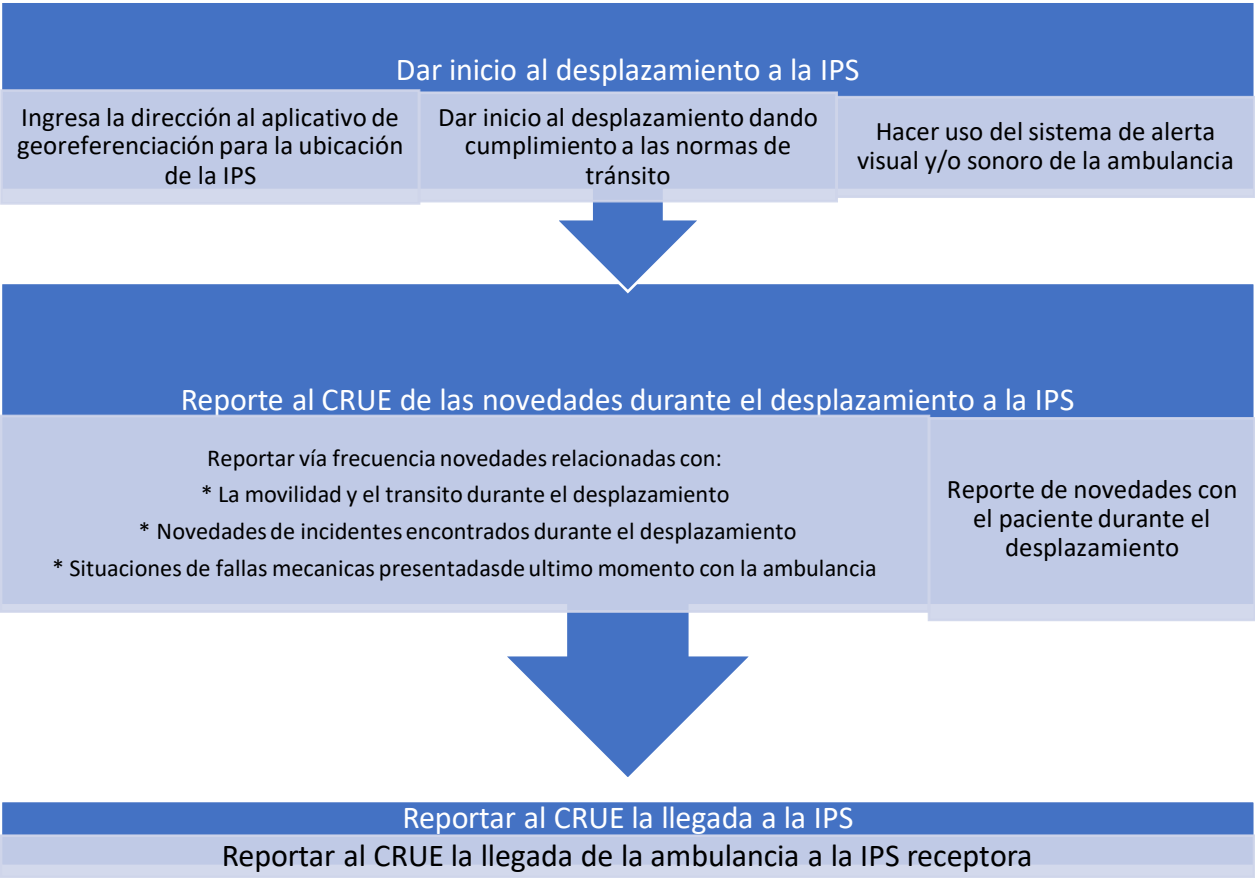 Dar inicio al desplazamiento a la IPS
Ingresa la dirección al aplicativo de
georeferenciación para la ubicación
de la IPS
Dar inicio al desplazamiento dando
cumplimiento a las normas de
tránsito
Hacer uso del sistema de alerta
visual y/o sonoro de la ambulancia
Reporte al CRUE de las novedades durante el desplazamiento a la IPS
Reportar vía frecuencia novedades relacionadas con:
* La movilidad y el transito durante el desplazamiento
* Novedades de incidentes encontrados durante el desplazamiento
* Situaciones de fallas mecanicas presentadasde ultimo momento con la ambulancia
Reporte de novedades con
el paciente durante el
desplazamiento
Reportar al CRUE la llegada a la IPS
Reportar al CRUE la llegada de la ambulancia a la IPS receptora